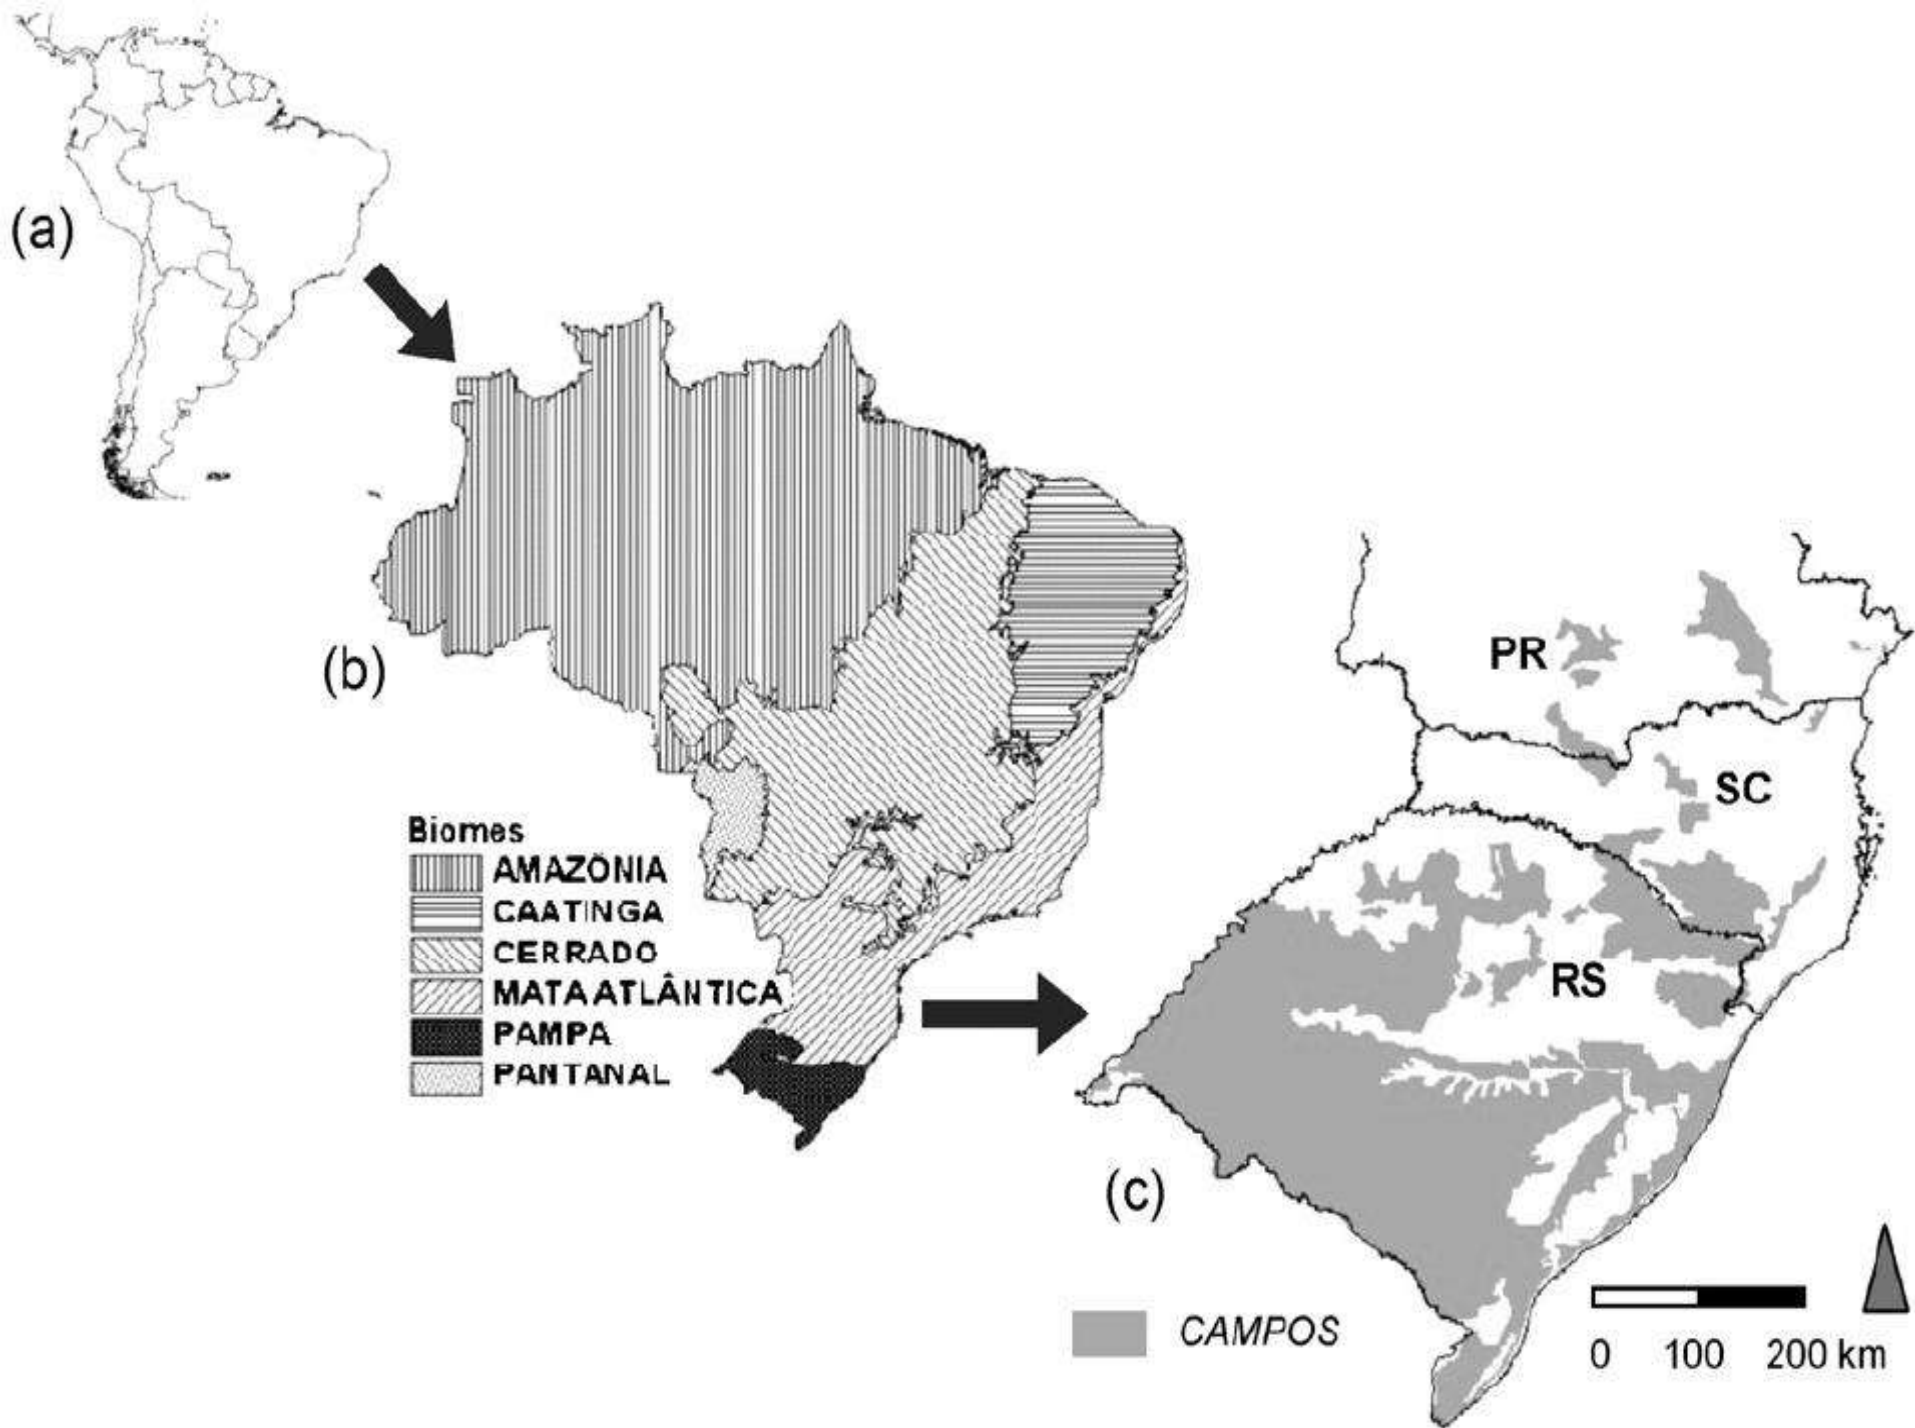 (a)
(b)
Biomes
AMAZÔNIA
CAATINGA
CERRADO
MATA ATLÂNTICA
PAMPA
PANTANAL
PR
SC
RS
(c)
CAMPOS
0 100 200 km